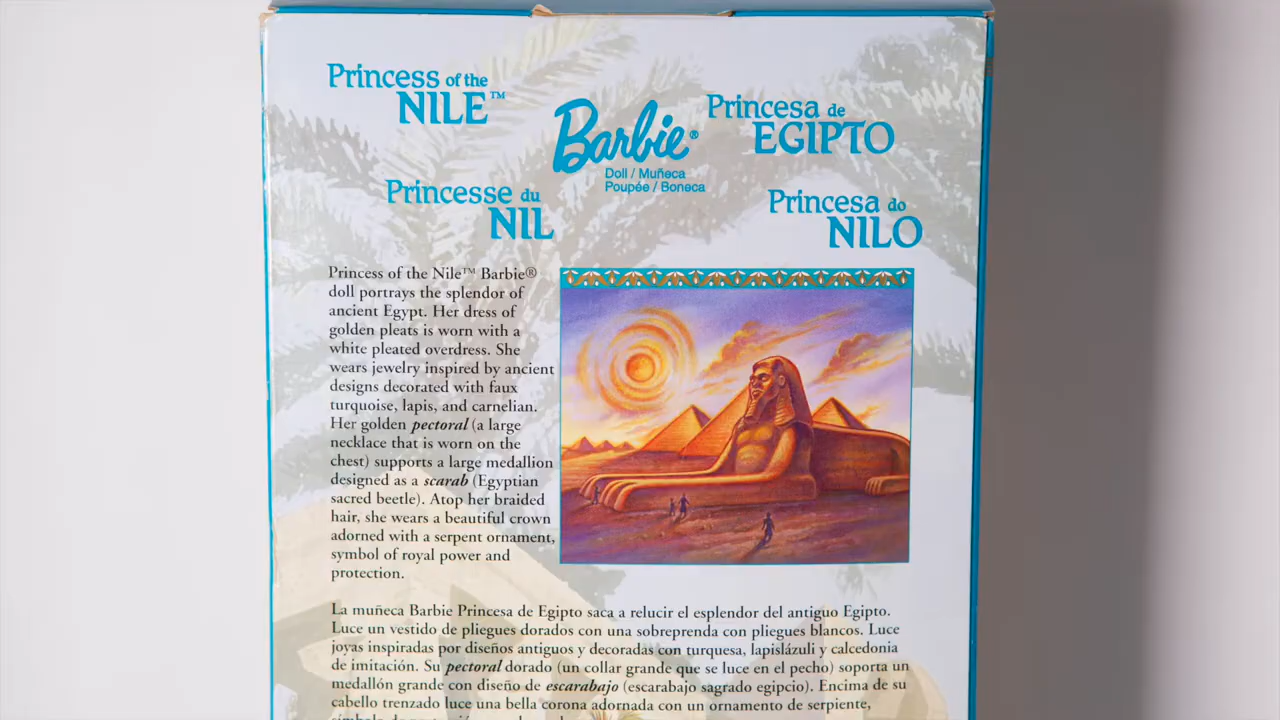 Princess of the
NILE™
Barbie®
Doll / Muñeca
Poupée / Boneca
Princesa de
EGIPTO
Princesse du
NIL
Princesa do
NILO
Princess of the Nile™ Barbie®
doll portrays the splendor of
ancient Egypt. Her dress of
golden pleats is worn with a
white pleated overdress. She
wears jewelry inspired by ancient
designs decorated with faux
turquoise, lapis, and carnelian.
Her golden pectoral (a large
necklace that is worn on the
chest) supports a large medallion
designed as a scarab (Egyptian
sacred beetle). Atop her braided
hair, she wears a beautiful crown
adorned with a serpent ornament,
symbol of royal power and
protection.
La muñeca Barbie Princesa de Egipto saca a relucir el esplendor del antiguo Egipto.
Luce un vestido de pliegues dorados con una sobreprenda con pliegues blancos. Luce
joyas inspiradas por diseños antiguos y decoradas con turquesa, lapislázuli y calcedonia
de imitación. Su pectoral dorado (un collar grande que se luce en el pecho) soporta un
medallón grande con diseño de escarabajo (escarabajo sagrado egipcio). Encima de su
cabello trenzado luce una bella corona adornada con un ornamento de serpiente,